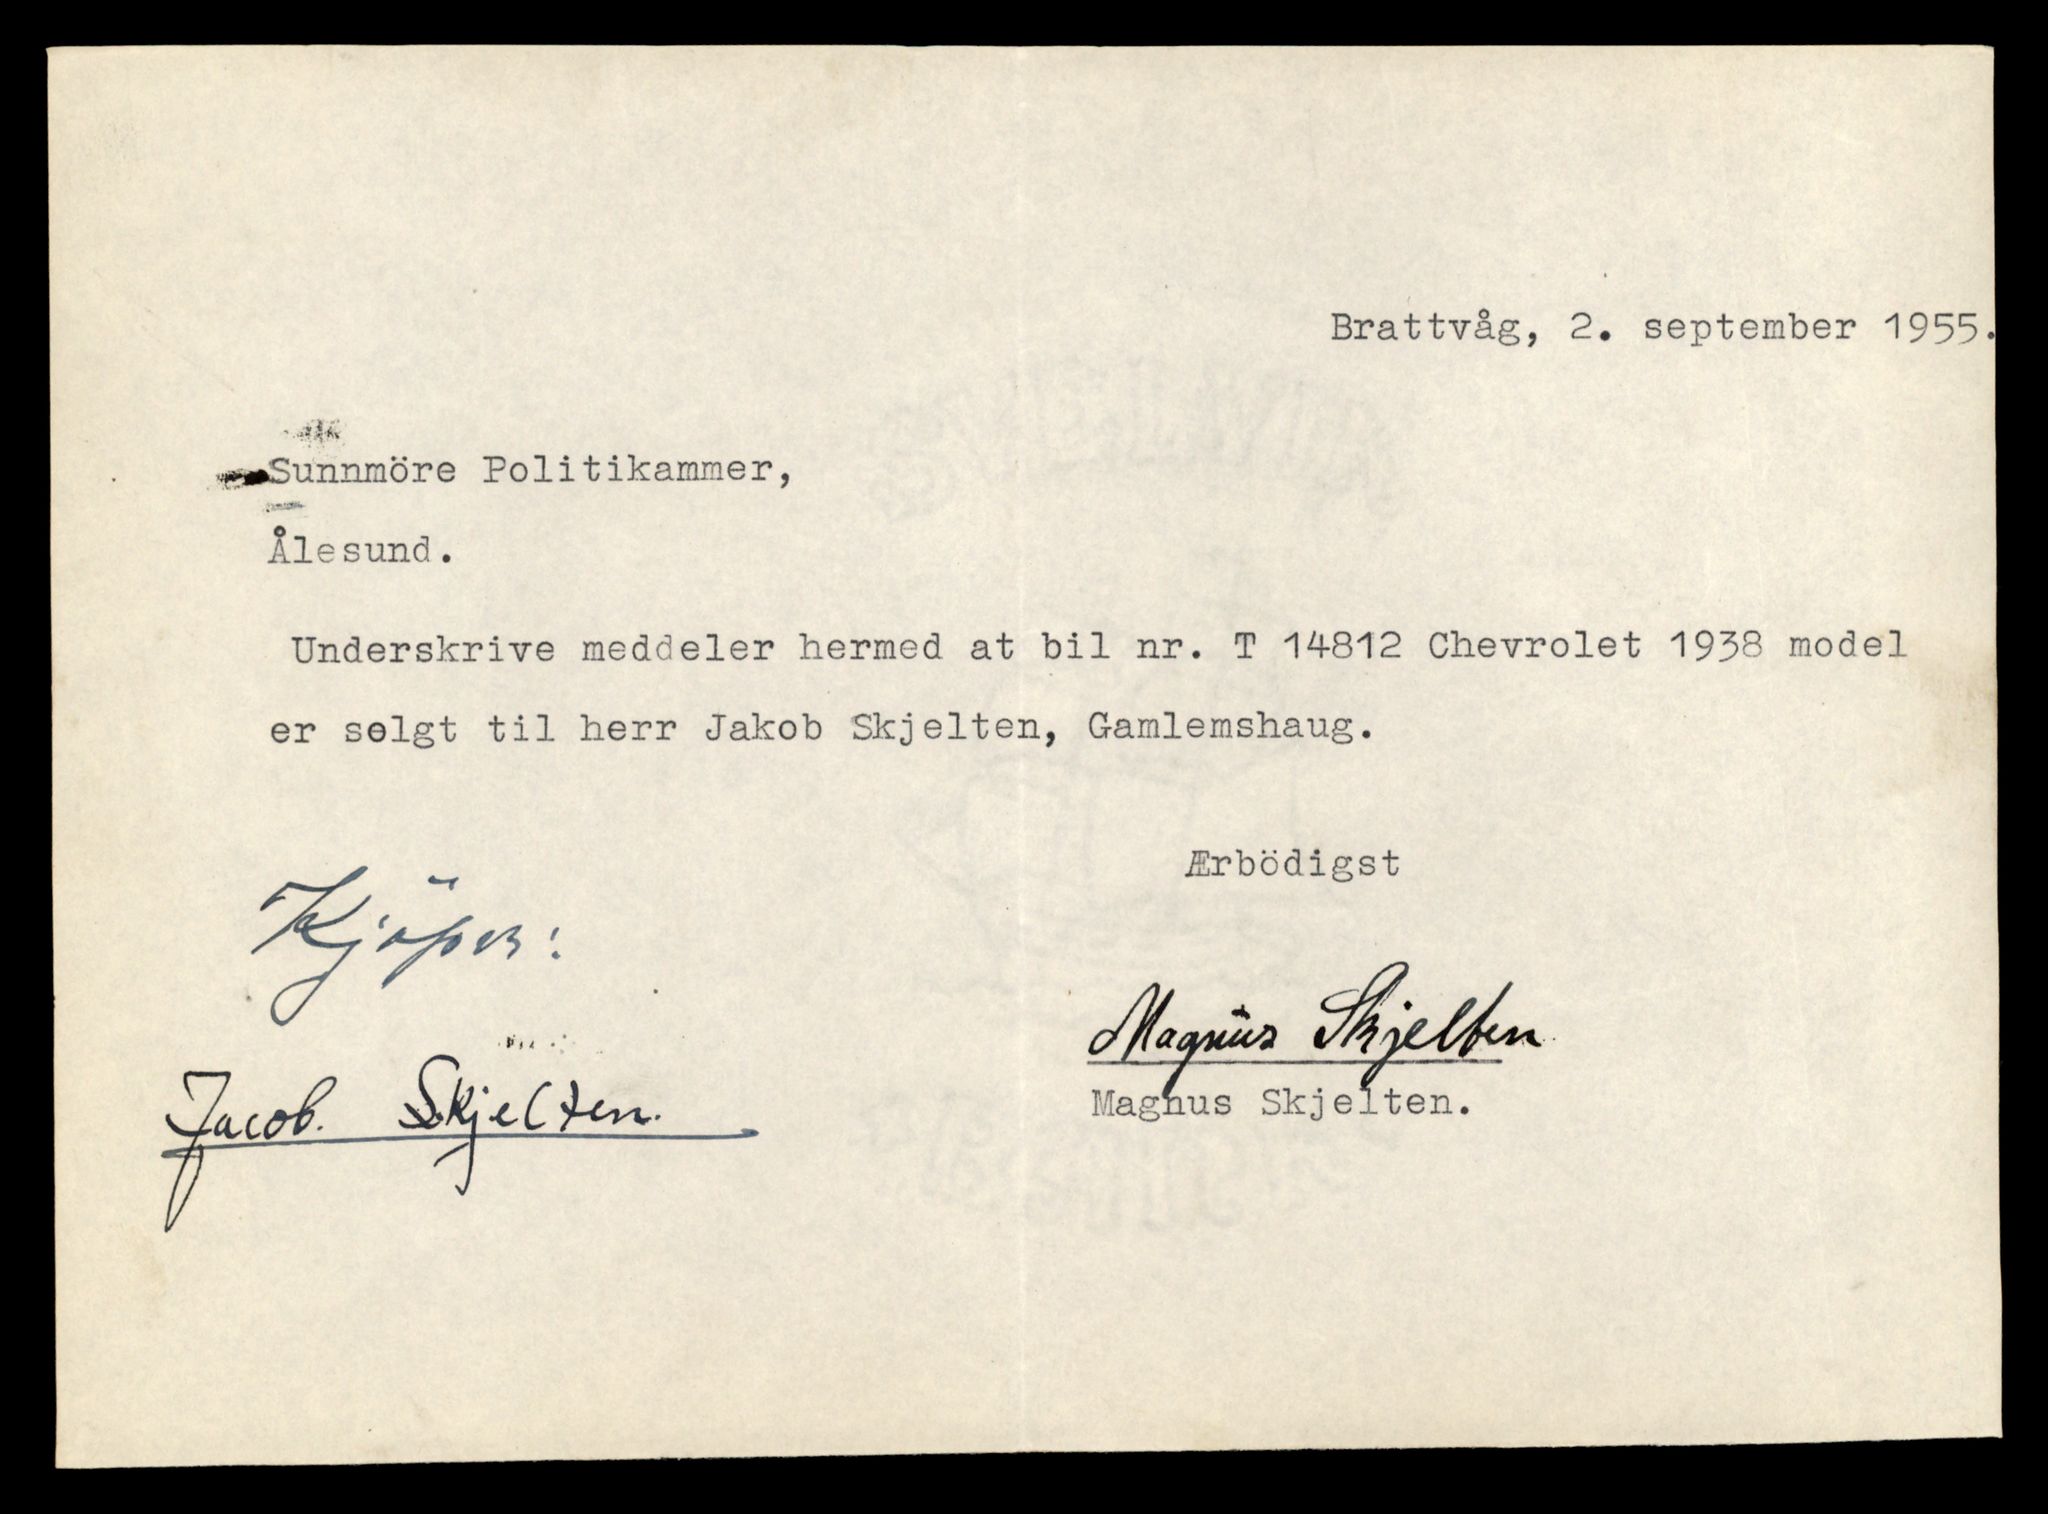 Brattvåg, 2. september 1955.
Sunnmöre Politikammer,
Ålesund.
Underskrive meddeler hermed at bil nr. T 14812 Chevrolet 1938 model
er solgt til herr Jakob Skjelten, Gamlemshaug.
Ærbödigst
Kjöper:
Magnus Skjelten
Magnus Skjelten.
Jacob. Skjelten.